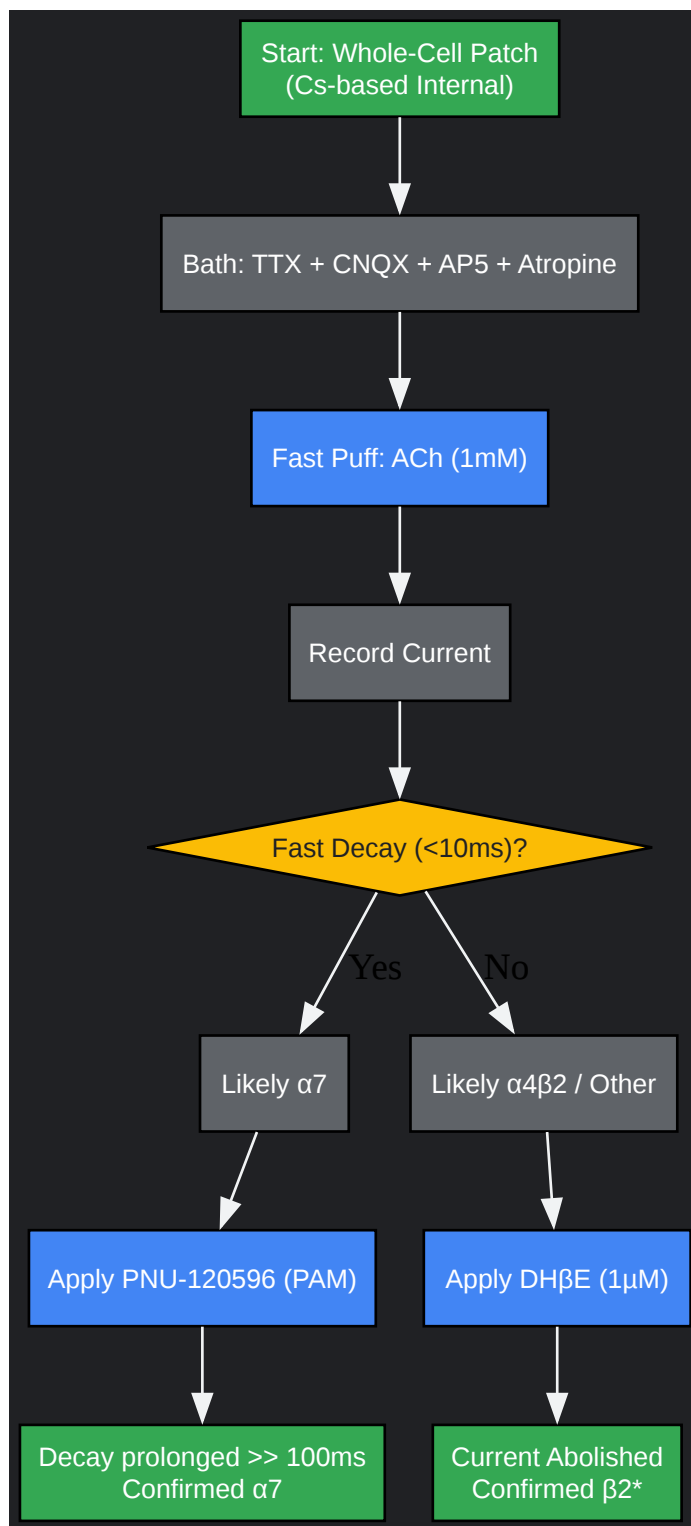 Start: Whole-Cell Patch
(Cs-based Internal)
Bath: TTX + CNQX + AP5 + Atropine
Fast Puff: ACh (1mM)
Record Current
Fast Decay (<10ms)?
Yes
No
Likely α7
Likely α4β2 / Other
Apply PNU-120596 (PAM)
Apply DHβE (1µM)
Decay prolonged >> 100ms
Confirmed α7
Current Abolished
Confirmed β2*